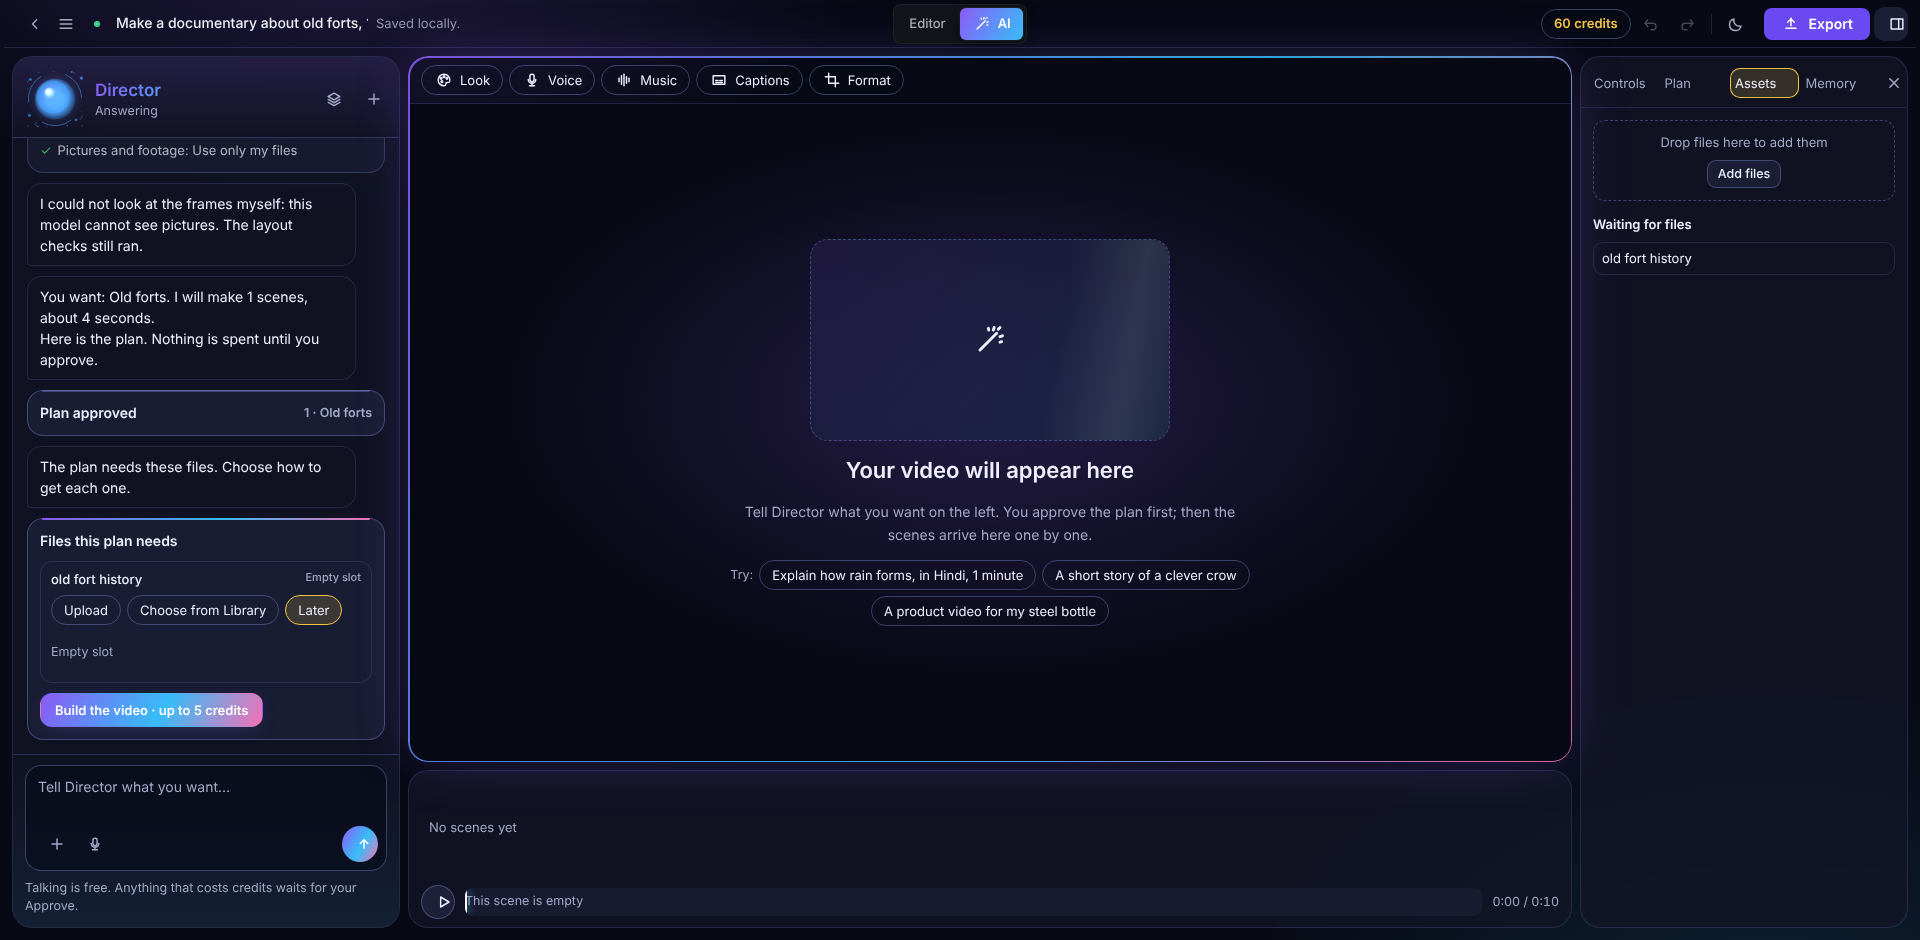 Make a documentary about old forts,
Saved locally.
Editor
AI
60 credits
Export
Director
Answering
Pictures and footage: Use only my files
I could not look at the frames myself: this
model cannot see pictures. The layout
checks still ran.
You want: Old forts. I will make 1 scenes,
about 4 seconds.
Here is the plan. Nothing is spent until you
approve.
Plan approved
1 · Old forts
The plan needs these files. Choose how to
get each one.
Files this plan needs
old fort history
Empty slot
Upload
Choose from Library
Later
Empty slot
Build the video · up to 5 credits
Tell Director what you want...
Talking is free. Anything that costs credits waits for your
Approve.
Look
Voice
Music
Captions
Format
Your video will appear here
Tell Director what you want on the left. You approve the plan first; then the
scenes arrive here one by one.
Try:
Explain how rain forms, in Hindi, 1 minute
A short story of a clever crow
A product video for my steel bottle
No scenes yet
This scene is empty
0:00 / 0:10
Controls
Plan
Assets
Memory
Drop files here to add them
Add files
Waiting for files
old fort history